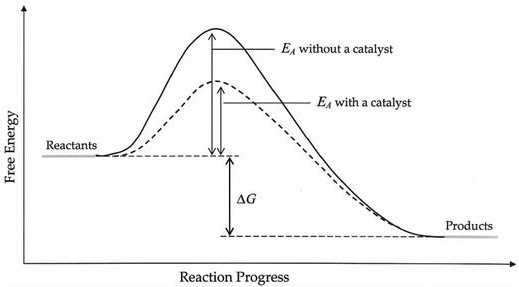 E_A without a catalyst
E_A with a catalyst
Reactants
ΔG
Products
Free Energy
Reaction Progress